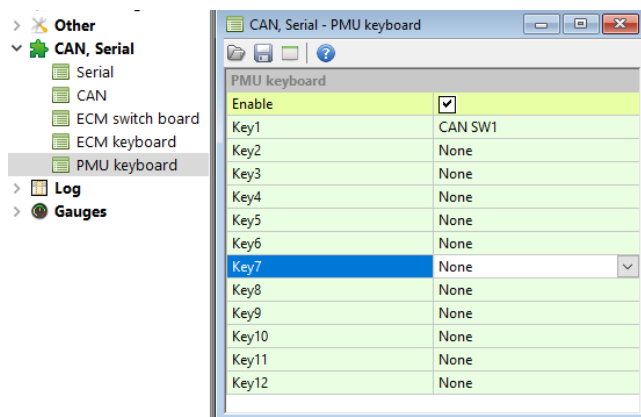 Other
CAN, Serial
Serial
CAN
ECM switch board
ECM keyboard
PMU keyboard
Log
Gauges
CAN, Serial - PMU keyboard
PMU keyboard
Enable
Key1 CAN SW1
Key2 None
Key3 None
Key4 None
Key5 None
Key6 None
Key7 None
Key8 None
Key9 None
Key10 None
Key11 None
Key12 None